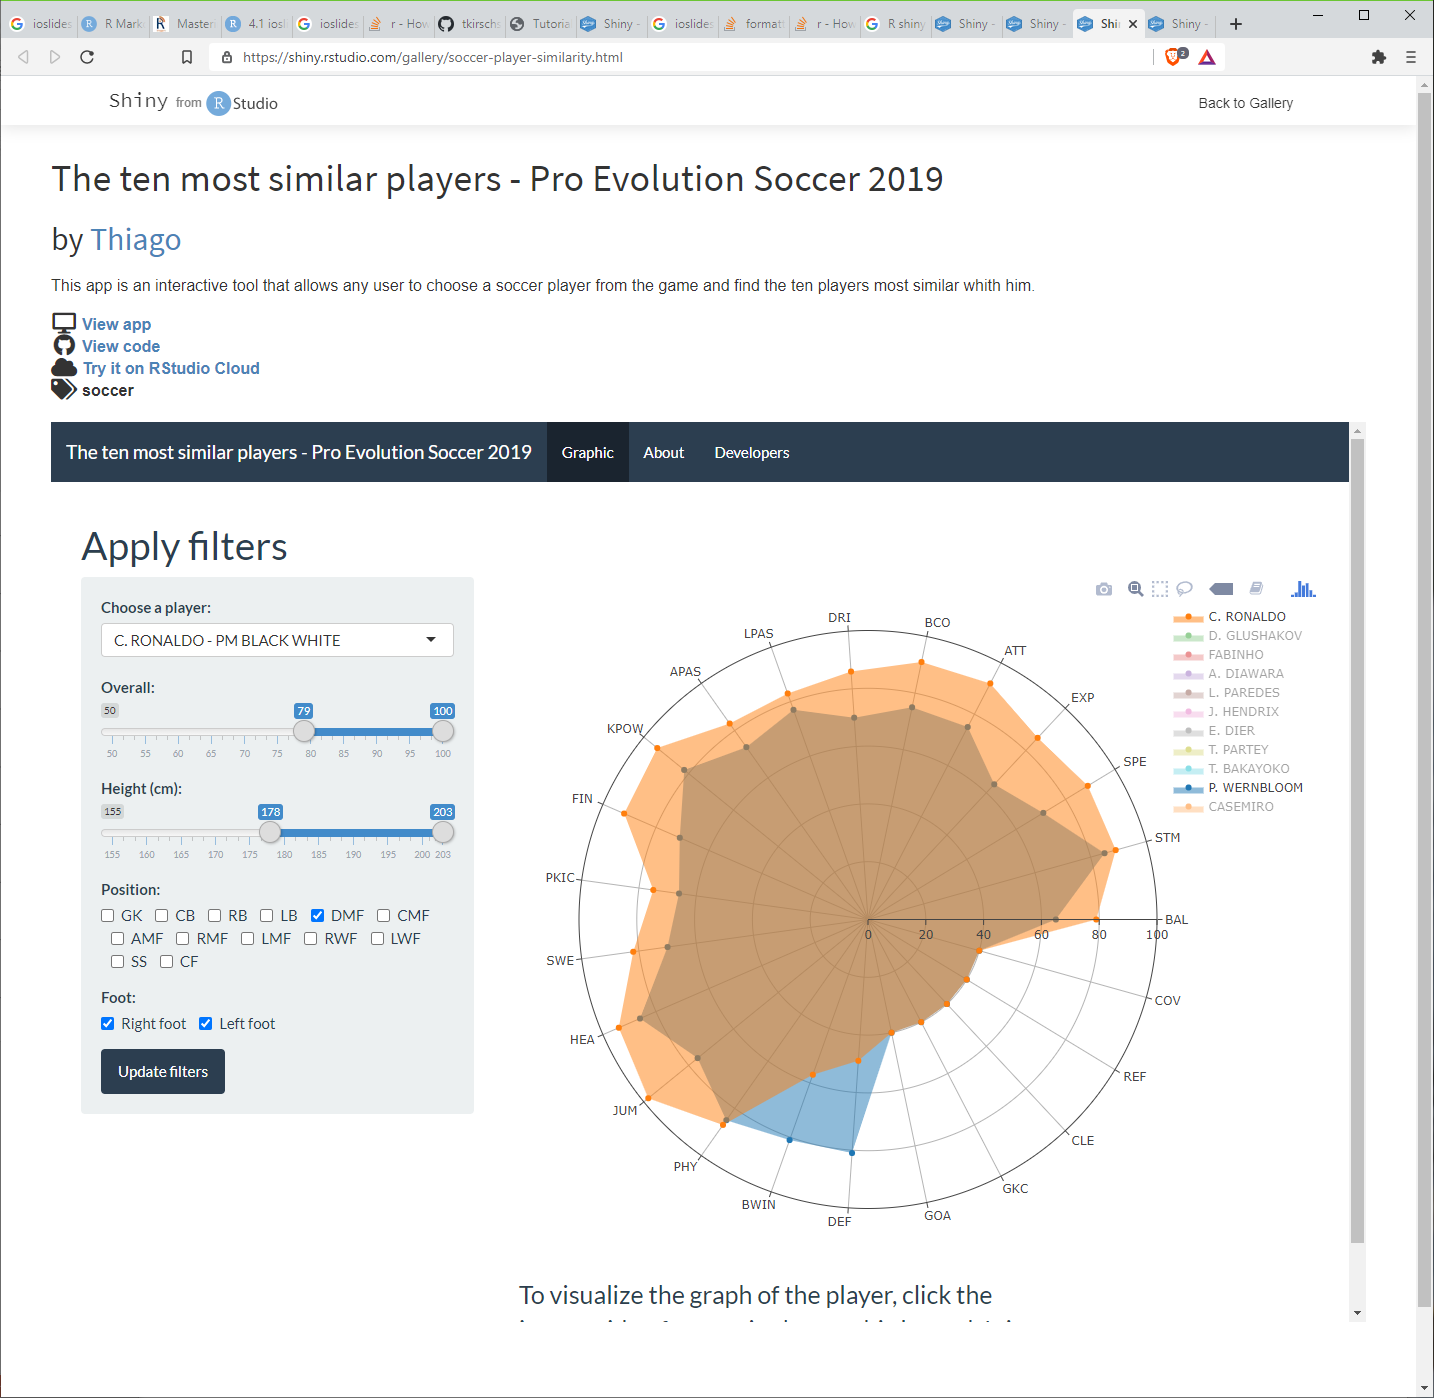 ioslides
R Mark
Master
4.1 iosl
ioslides
r - How
tkirschs
Tutoria
Shiny -
ioslides
formatt
r - How
R shiny
Shiny -
Shiny -
Shi
Shiny -
https://shiny.rstudio.com/gallery/soccer-player-similarity.html
2
Shiny from R Studio
Back to Gallery
The ten most similar players - Pro Evolution Soccer 2019
by Thiago
This app is an interactive tool that allows any user to choose a soccer player from the game and find the ten players most similar whith him.
View app
View code
Try it on RStudio Cloud
soccer
The ten most similar players - Pro Evolution Soccer 2019
Graphic
About
Developers
Apply filters
Choose a player:
C. RONALDO - PM BLACK WHITE
Overall:
50 79 100
50 55 60 65 70 75 80 85 90 95 100
Height (cm):
155 178 203
155 160 165 170 175 180 185 190 195 200 203
Position:
GK CB RB LB DMF CMF
AMF RMF LMF RWF LWF
SS CF
Foot:
Right foot Left foot
Update filters
C. RONALDO
D. GLUSHAKOV
FABINHO
A. DIAWARA
L. PAREDES
J. HENDRIX
E. DIER
T. PARTEY
T. BAKAYOKO
P. WERNBLOOM
CASEMIRO
BAL
STM
SPE
EXP
ATT
BCO
DRI
LPAS
APAS
KPOW
FIN
PKIC
SWE
HEA
JUM
PHY
BWIN
DEF
GOA
GKC
CLE
REF
COV
0 20 40 60 80 100
To visualize the graph of the player, click the